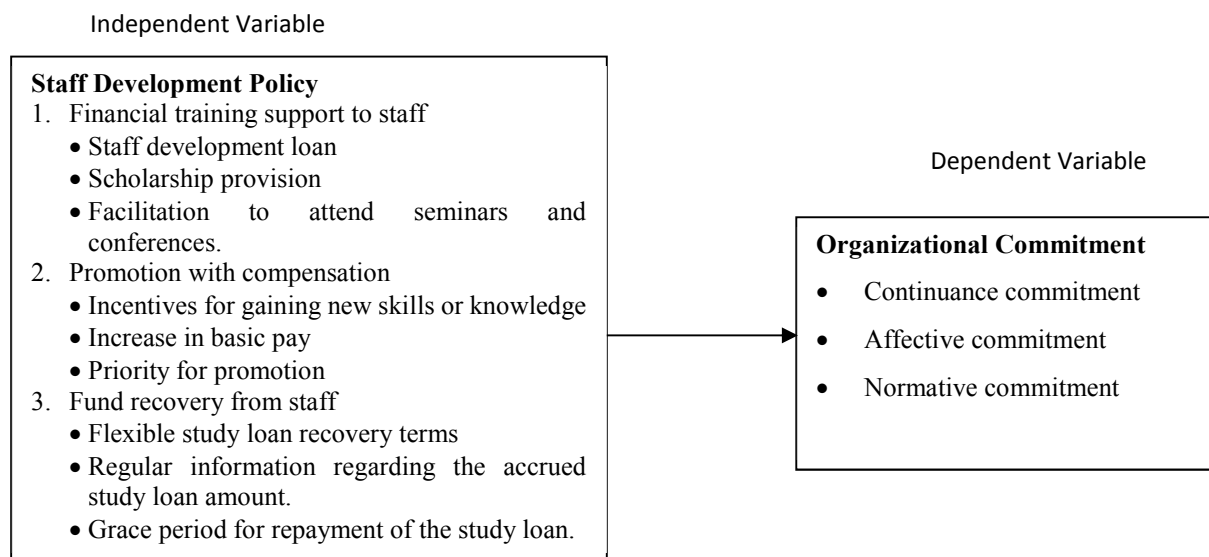 Independent Variable
Staff Development Policy
1. Financial training support to staff
• Staff development loan
• Scholarship provision
• Facilitation to attend seminars and
conferences.
2. Promotion with compensation
• Incentives for gaining new skills or knowledge
• Increase in basic pay
• Priority for promotion
3. Fund recovery from staff
• Flexible study loan recovery terms
• Regular information regarding the accrued
study loan amount.
• Grace period for repayment of the study loan.
Dependent Variable
Organizational Commitment
• Continuance commitment
• Affective commitment
• Normative commitment